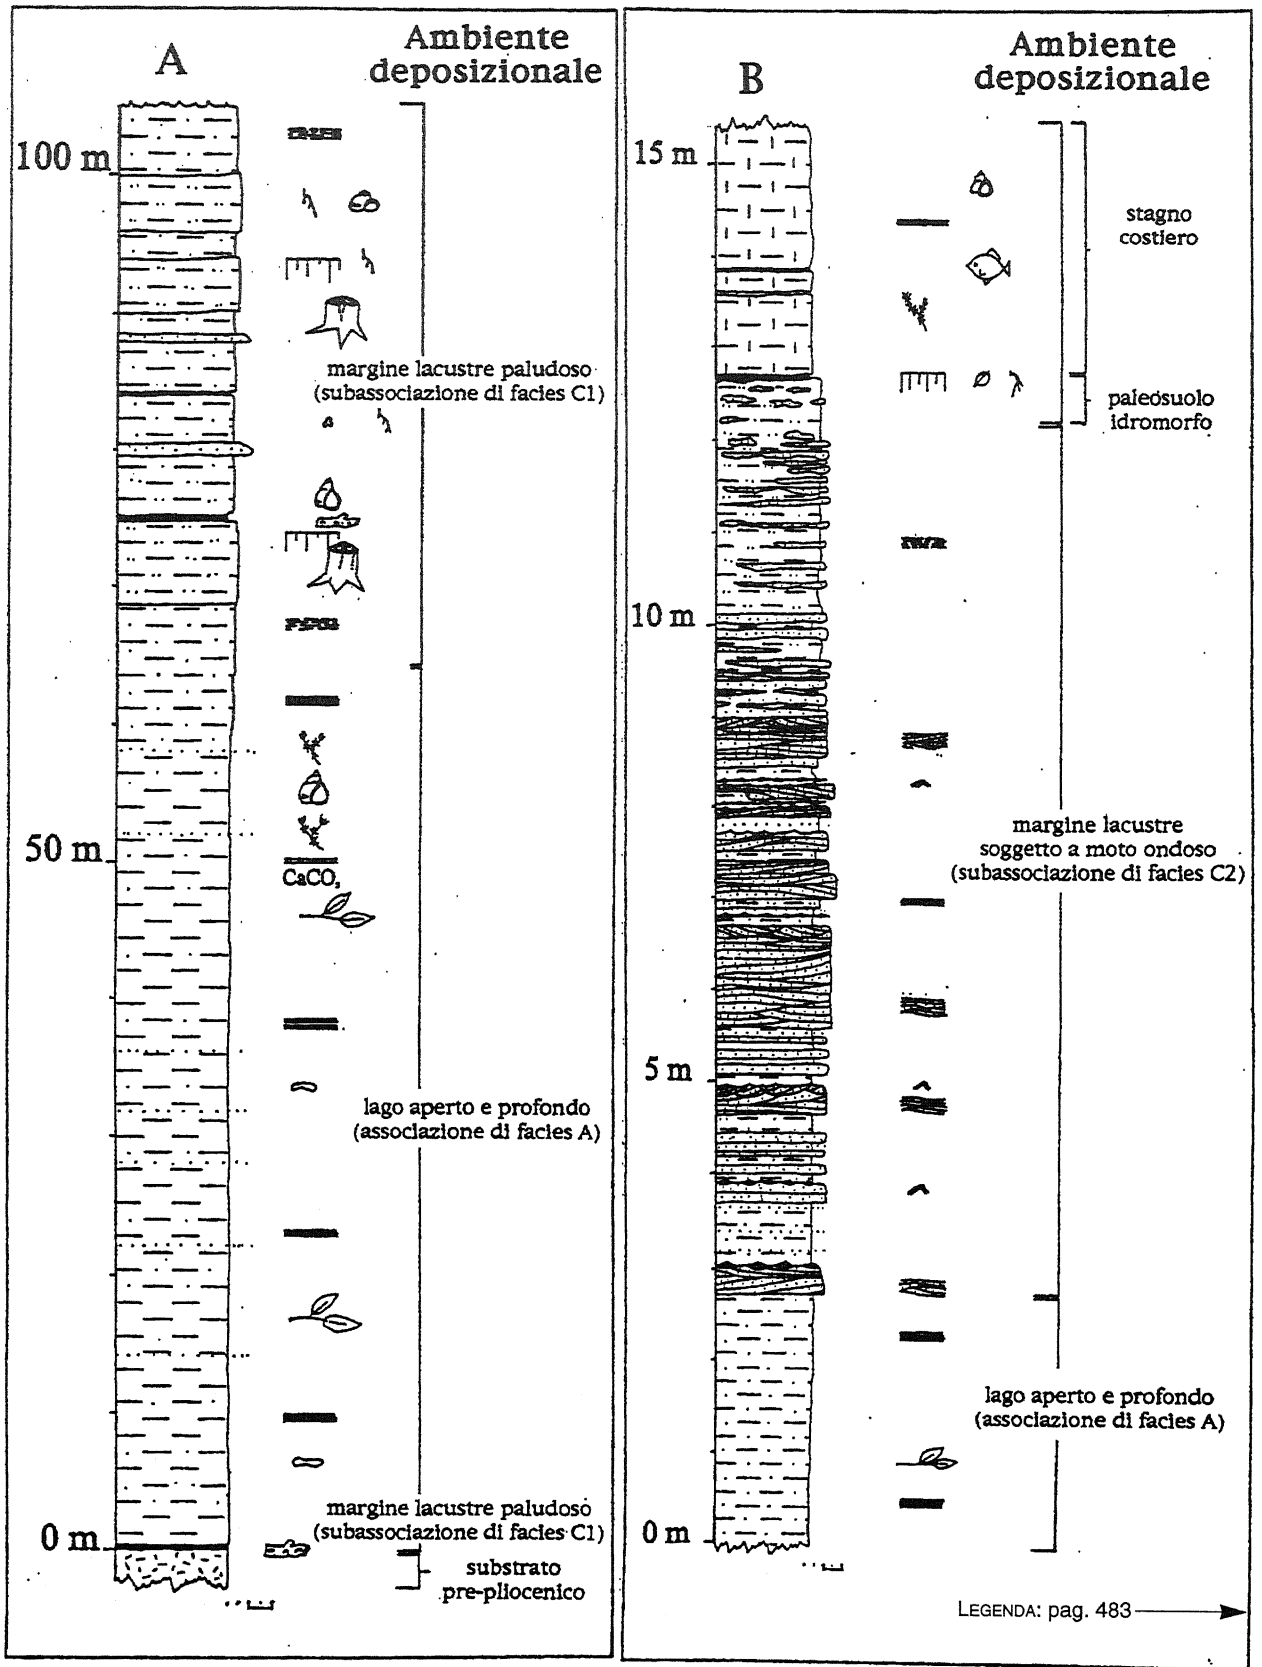 A
Ambiente
deposizionale
100 m
margine lacustre paludoso
(subassociazione di facies C1)
50 m
CaCO₃
lago aperto e profondo
(associazione di facies A)
margine lacustre paludoso
(subassociazione di facies C1)
0 m
substrato
pre-pliocenico
B
Ambiente
deposizionale
15 m
stagno
costiero
paleosuolo
idromorfo
10 m
margine lacustre
soggetto a moto ondoso
(subassociazione di facies C2)
5 m
lago aperto e profondo
(associazione di facies A)
0 m
LEGENDA: pag. 483